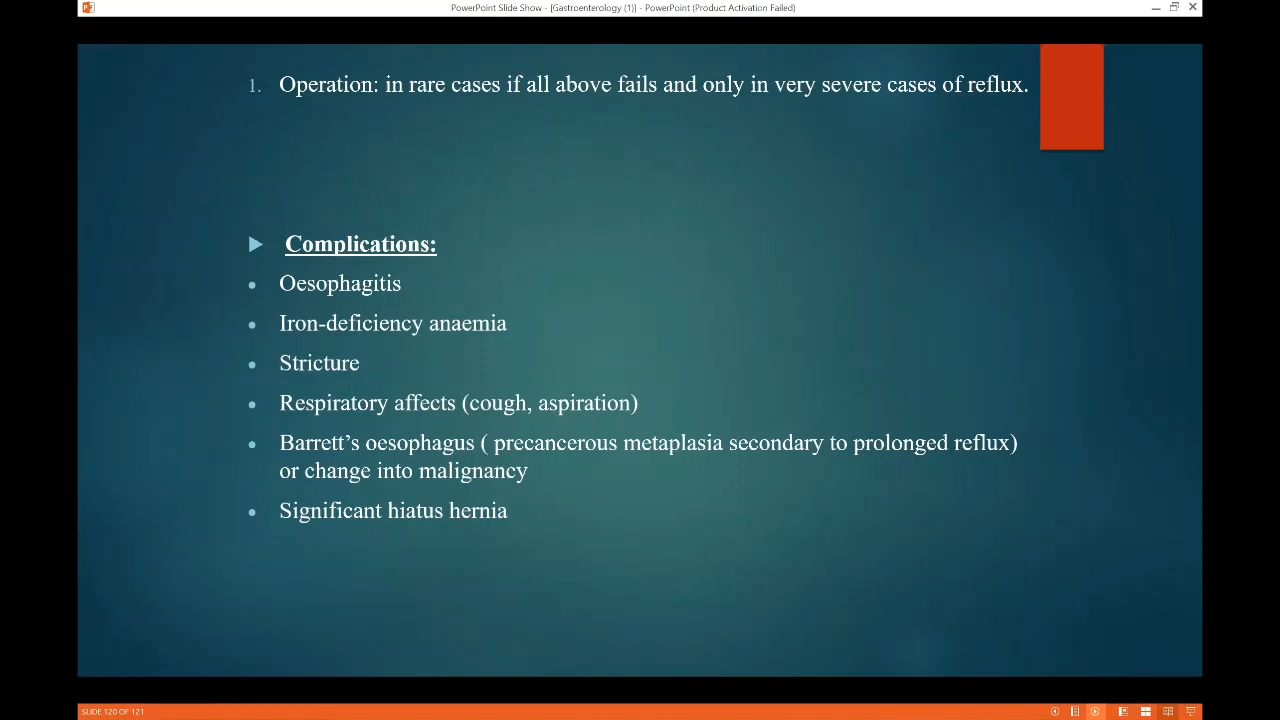 PowerPoint Slide Show - [Gastroenterology (1)] - PowerPoint (Product Activation Failed)
1. Operation: in rare cases if all above fails and only in very severe cases of reflux.
Complications:
Oesophagitis
Iron-deficiency anaemia
Stricture
Respiratory affects (cough, aspiration)
Barrett’s oesophagus ( precancerous metaplasia secondary to prolonged reflux)
or change into malignancy
Significant hiatus hernia
SLIDE 120 OF 121